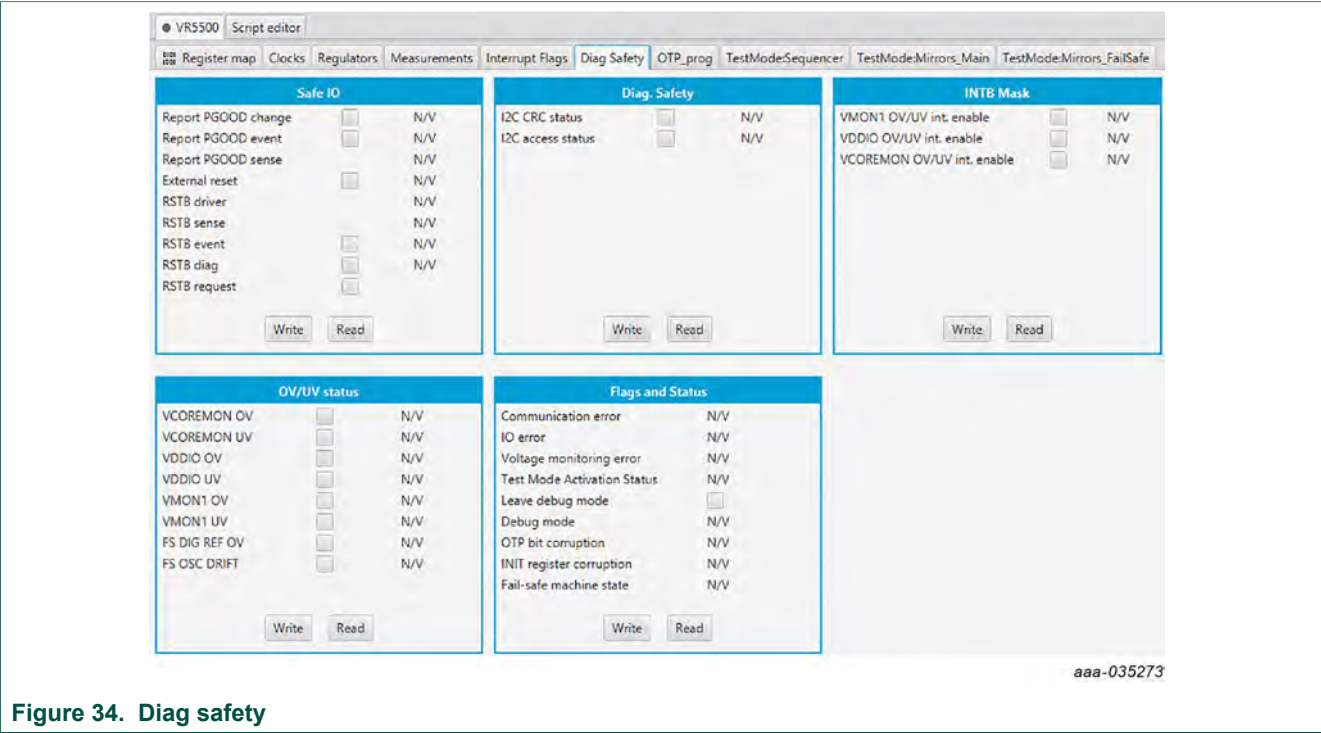 VR5500 Script editor
Register map Clocks Regulators Measurements Interrupt Flags Diag Safety OTP_prog TestMode:Sequencer TestMode:Mirrors_Main TestMode:Mirrors_FailSafe
Safe IO
Report PGOOD change N/V
Report PGOOD event N/V
Report PGOOD sense N/V
External reset N/V
RSTB driver N/V
RSTB sense N/V
RSTB event N/V
RSTB diag N/V
RSTB request
Write Read
Diag. Safety
I2C CRC status N/V
I2C access status N/V
Write Read
INTB Mask
VMON1 OV/UV int. enable N/V
VDDIO OV/UV int. enable N/V
VCOREMON OV/UV int. enable N/V
Write Read
OV/UV status
VCOREMON OV N/V
VCOREMON UV N/V
VDDIO OV N/V
VDDIO UV N/V
VMON1 OV N/V
VMON1 UV N/V
FS DIG REF OV N/V
FS OSC DRIFT N/V
Write Read
Flags and Status
Communication error N/V
IO error N/V
Voltage monitoring error N/V
Test Mode Activation Status N/V
Leave debug mode
Debug mode N/V
OTP bit corruption N/V
INIT register corruption N/V
Fail-safe machine state N/V
Write Read
aaa-035273
Figure 34. Diag safety